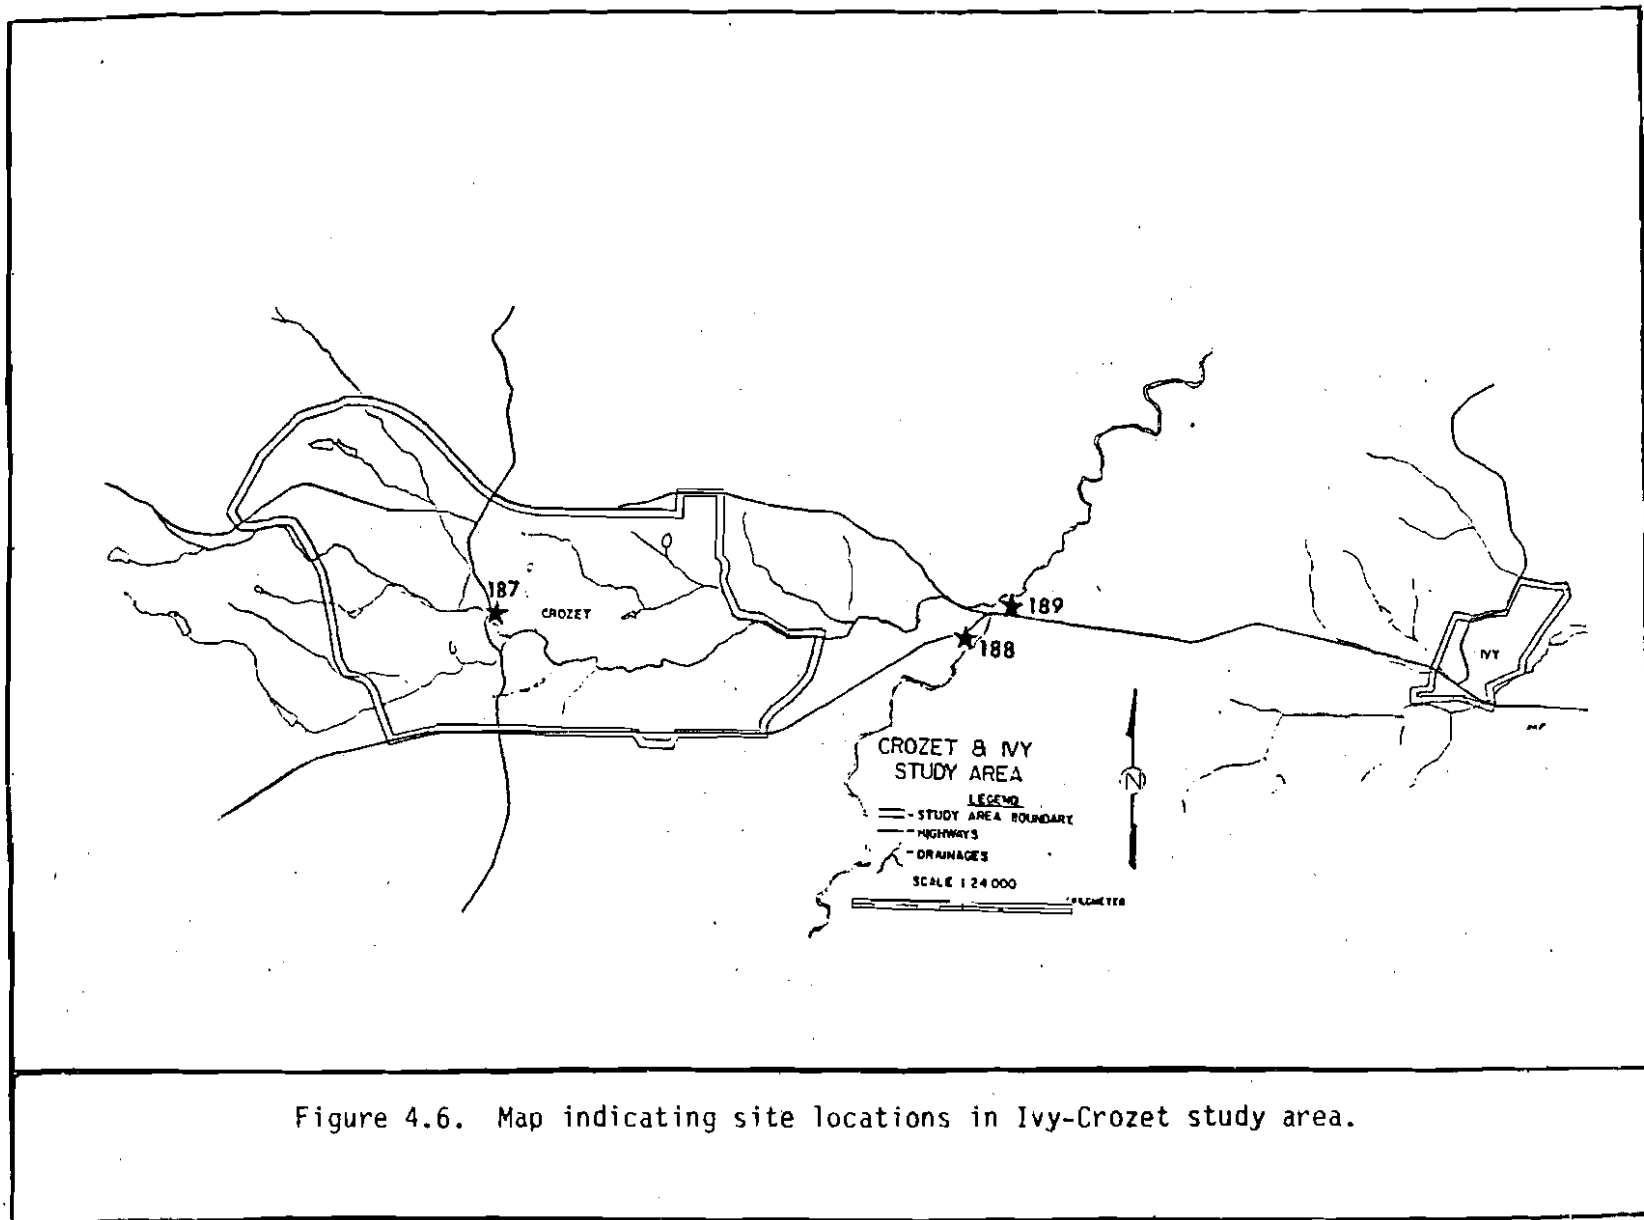 187
CROZET
189
188
IVY
CROZET & IVY
STUDY AREA
LEGEND
- STUDY AREA BOUNDARY
- HIGHWAYS
- DRAINAGES
N
SCALE 1:24 000
KILOMETER
Figure 4.6. Map indicating site locations in Ivy-Crozet study area.